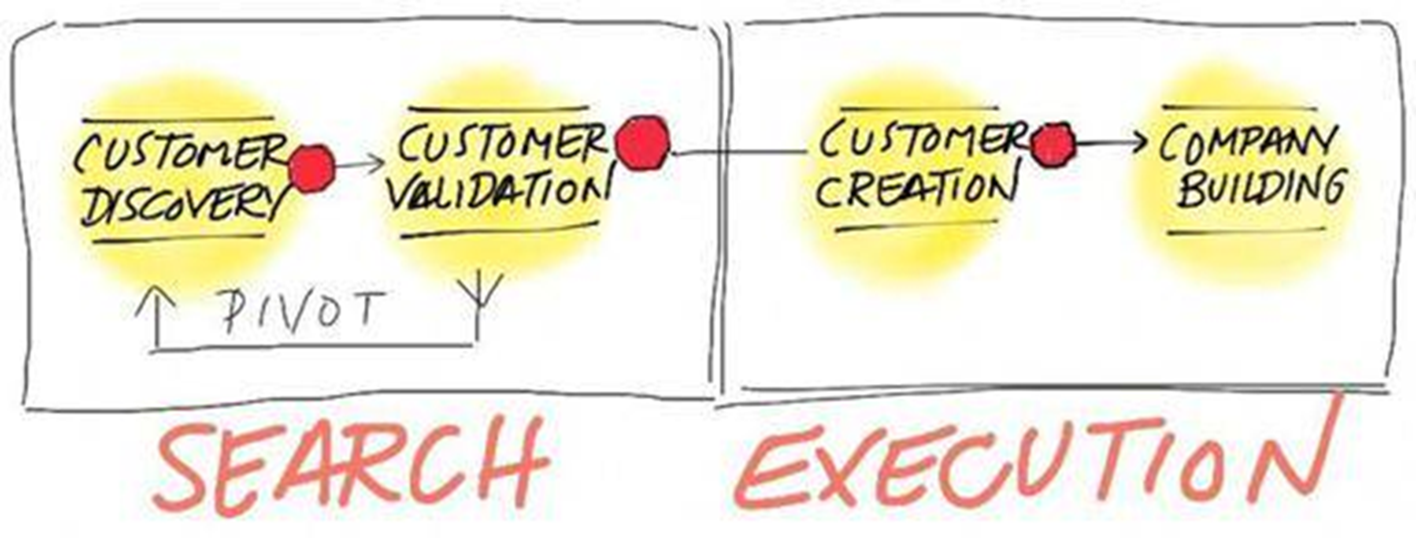 CUSTOMER
DISCOVERY
CUSTOMER
VALIDATION
CUSTOMER
CREATION
COMPANY
BUILDING
PIVOT
SEARCH
EXECUTION